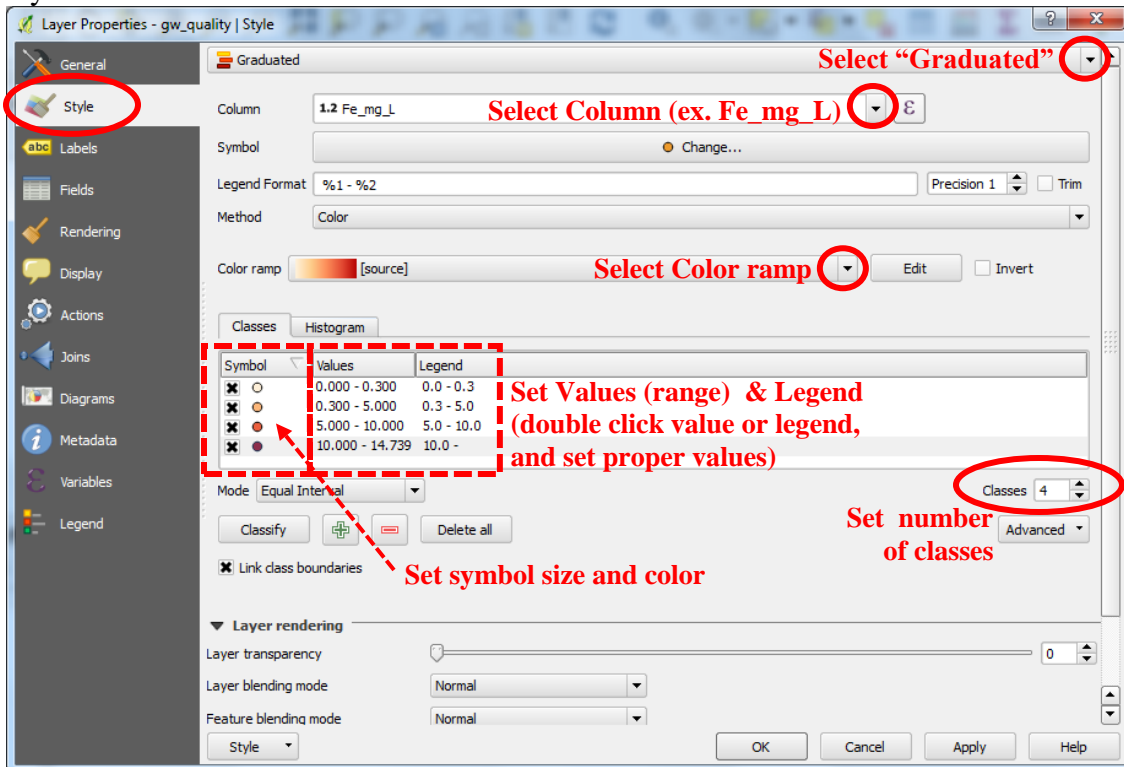 Layer Properties - gw_quality | Style
General
Style
Labels
Fields
Rendering
Display
Actions
Joins
Diagrams
Metadata
Variables
Legend
Graduated
Select “Graduated”
Column
1.2 Fe_mg_L
Select Column (ex. Fe_mg_L)
ε
Symbol
Change...
Legend Format
%1 - %2
Precision 1
Trim
Method
Color
Color ramp
[source]
Select Color ramp
Edit
Invert
Classes
Histogram
Symbol Values Legend
0.000 - 0.300 0.0 - 0.3
0.300 - 5.000 0.3 - 5.0
5.000 - 10.000 5.0 - 10.0
10.000 - 14.739 10.0 -
Set Values (range) & Legend
(double click value or legend,
and set proper values)
Mode Equal Interval
Classes 4
Classify
Delete all
Set number
of classes
Advanced
Link class boundaries
Set symbol size and color
Layer rendering
Layer transparency
0
Layer blending mode
Normal
Feature blending mode
Normal
Style
OK
Cancel
Apply
Help